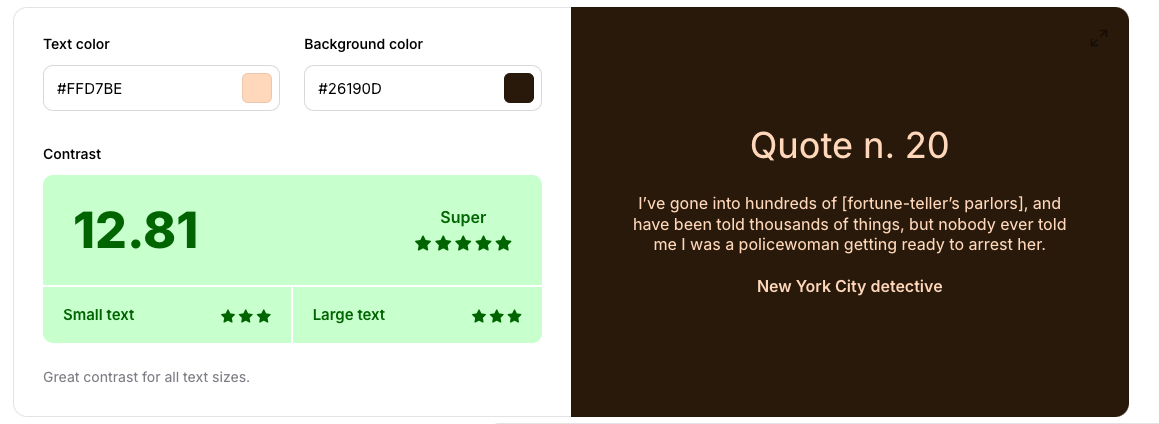 Text color
Background color
#FFD7BE
#26190D
Contrast
12.81
Super
Small text
Large text
Great contrast for all text sizes.
Quote n. 20
I’ve gone into hundreds of [fortune-teller’s parlors], and
have been told thousands of things, but nobody ever told
me I was a policewoman getting ready to arrest her.
New York City detective